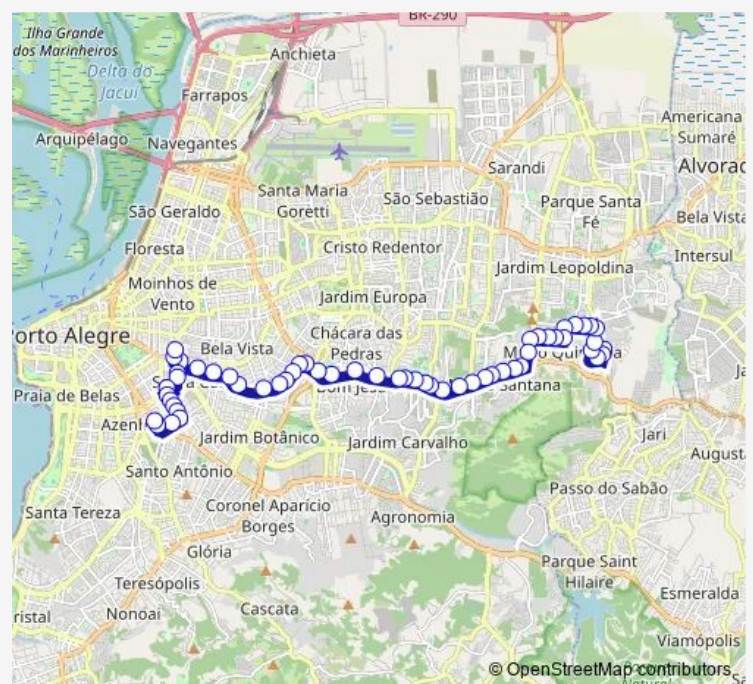 BR-290
Ilha Grande
dos Marinheiros
Anchieta
Delta do
Jacuí
Farrapos
Americana
Sumaré
Arquipélago
Navegantes
Sarandi
Alvorad
Santa Maria
Goretti
São Sebastião
Parque Santa
Fé
São Geraldo
Bela Vista
Floresta
Cristo Redentor
Intersul
Jardim Leopoldina
Moinhos de
Vento
Jardim Europa
Porto Alegre
Chácara das
Pedras
Bela Vista
Santana
Praia de Belas
Azen
Jardim Botânico
Jardim Carvalho
Jari
August
Santo Antônio
Passo do Sabão
Santa Tereza
Coronel Aparício
Borges
Agronomia
Glória
Parque Saint
Hilaire
Teresópolis
Esmeralda
Cascata
Nonoai
ristal
Viamópolis
© OpenStreetMap contributors.